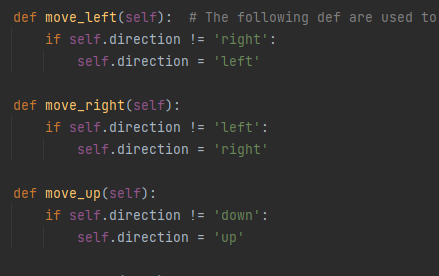 def move_left(self):  # The following def are used to
    if self.direction != 'right':
        self.direction = 'left'
def move_right(self):
    if self.direction != 'left':
        self.direction = 'right'
def move_up(self):
    if self.direction != 'down':
        self.direction = 'up'